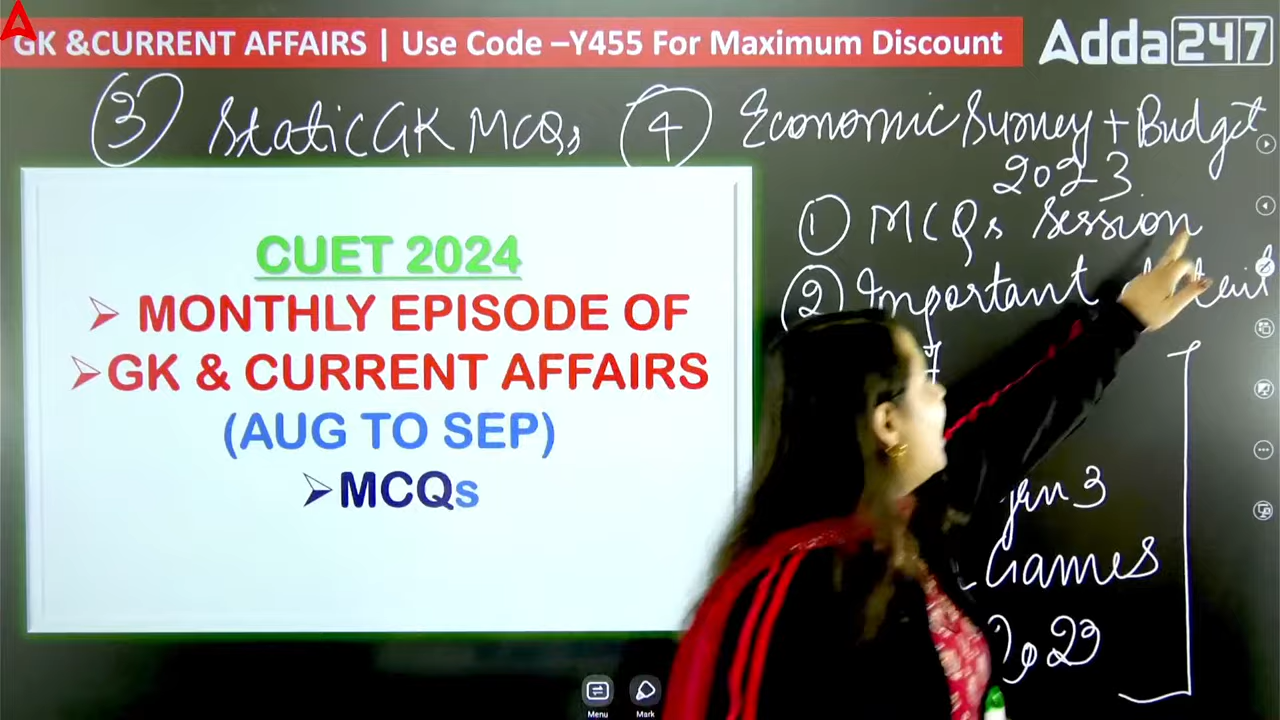 GK &CURRENT AFFAIRS | Use Code –Y455 For Maximum Discount
Adda247
③ Static GK MCQs ④ Economic Survey + Budget
2023
① MCQs Session
② Important
CUET 2024
➢ MONTHLY EPISODE OF
➢ GK & CURRENT AFFAIRS
(AUG TO SEP)
➢ MCQs
3
Games
23
Menu
Mark